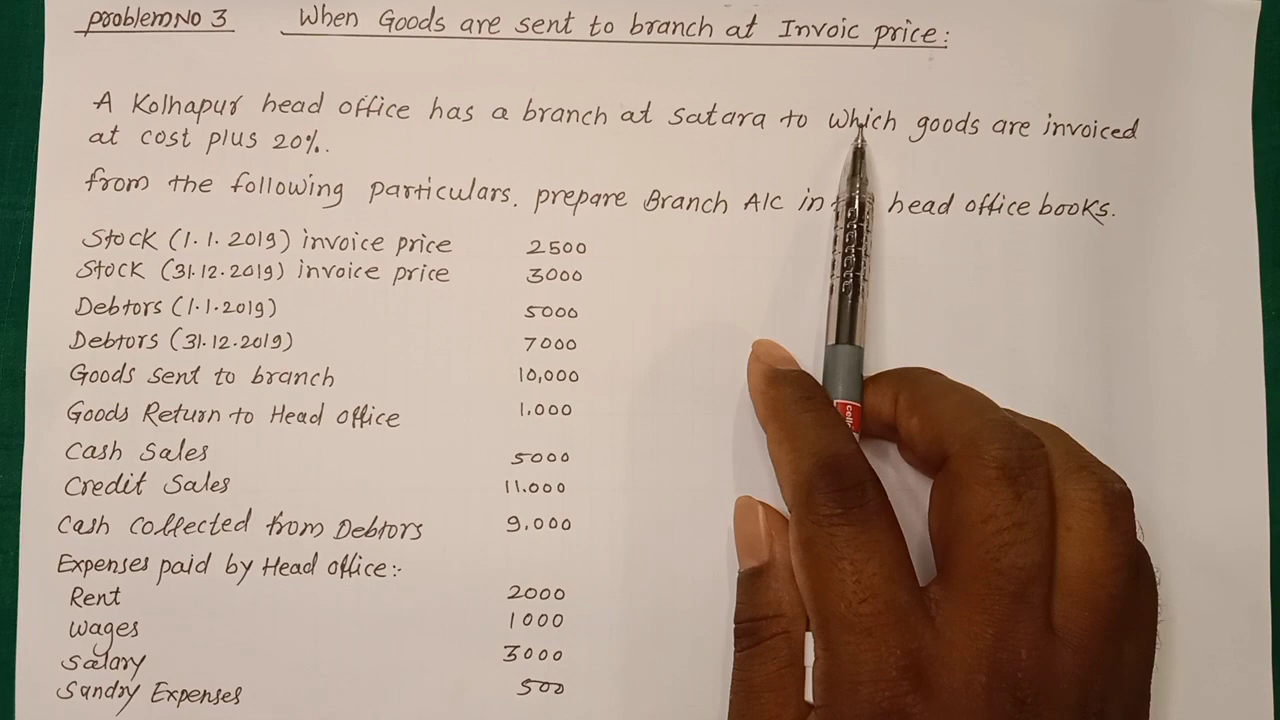 problem No 3 When Goods are sent to branch at Invoic price:
A Kolhapur head office has a branch at Satara to which goods are invoiced
at cost plus 20%.
from the following particulars. prepare Branch A/C in head office books.
Stock (1.1.2019) invoice price 2500
Stock (31.12.2019) invoice price 3000
Debtors (1.1.2019) 5000
Debtors (31.12.2019) 7000
Goods sent to branch 10,000
Goods Return to Head office 1,000
Cash Sales 5000
Credit Sales 11.000
Cash collected from Debtors 9,000
Expenses paid by Head office:-
Rent 2000
Wages 1000
Salary 3000
Sandry Expenses 500